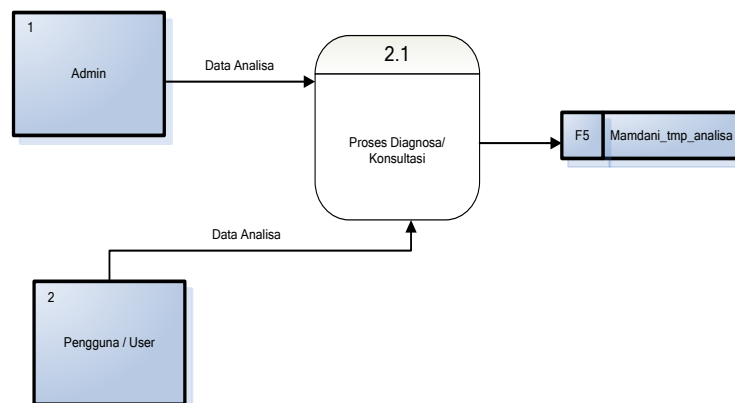 1
Admin
Data Analisa
2.1
Proses Diagnosa/
Konsultasi
F5 Mamdani_tmp_analisa
Data Analisa
2
Pengguna / User